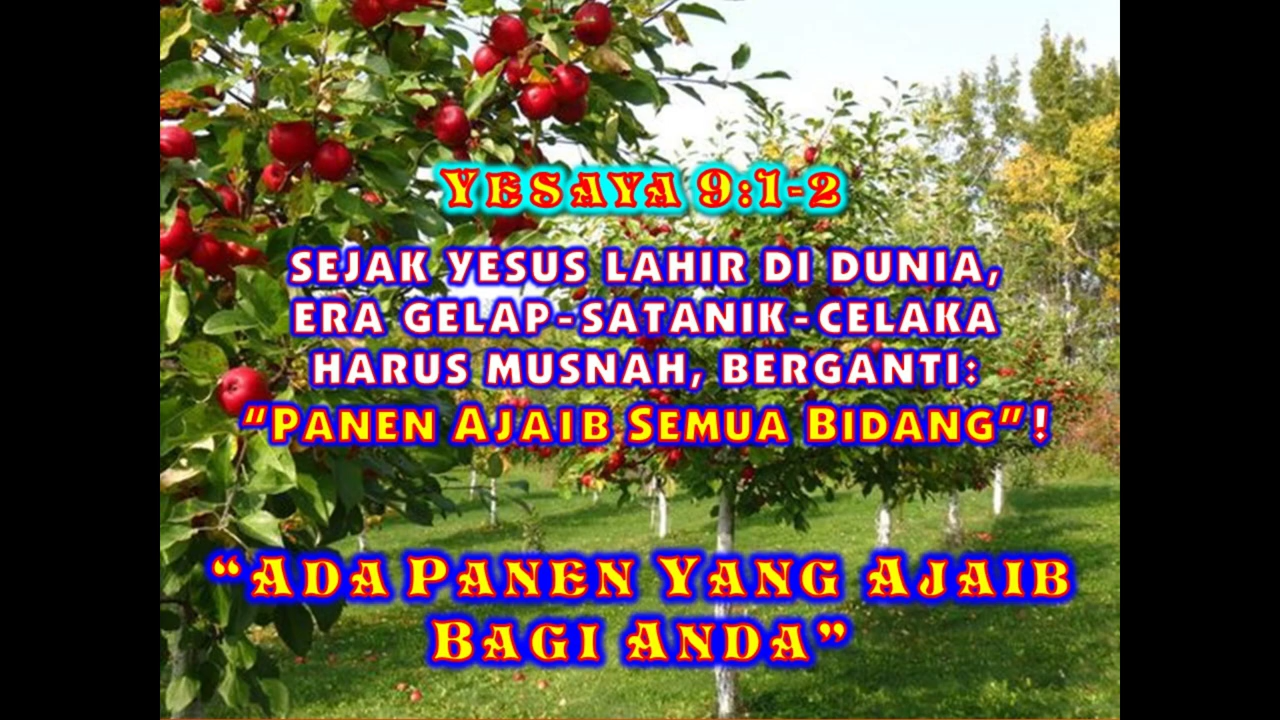 YESAYA 9:1-2
SEJAK YESUS LAHIR DI DUNIA,
ERA GELAP-SATANIK-CELAKA
HARUS MUSNAH, BERGANTI:
“PANEN AJAIB SEMUA BIDANG”!
“ADA PANEN YANG AJAIB
BAGI ANDA”